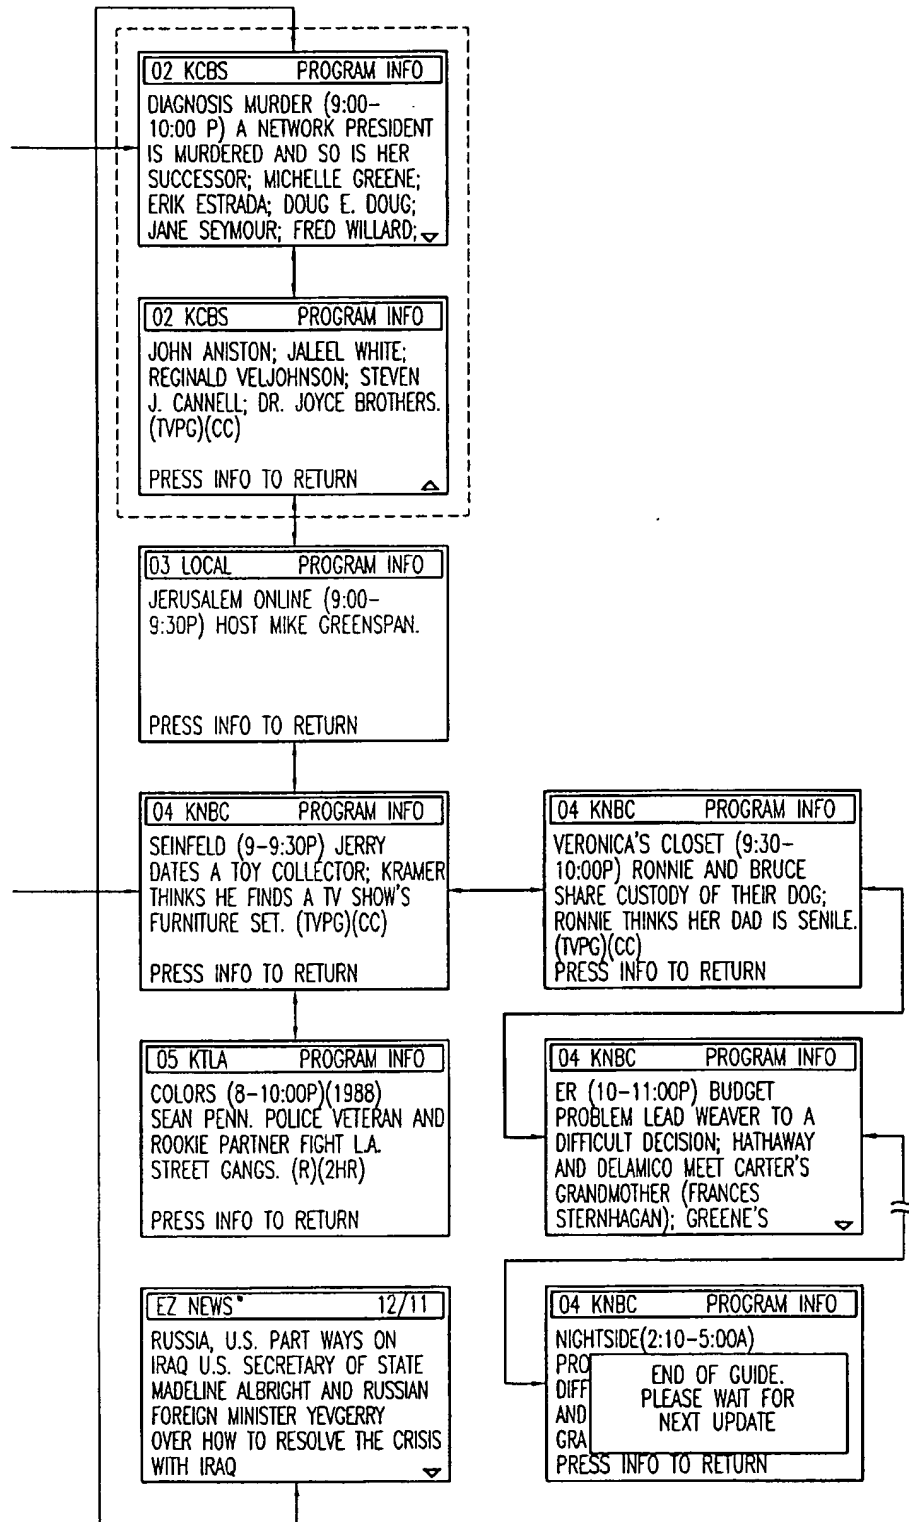 02 KCBS PROGRAM INFO
DIAGNOSIS MURDER (9:00-
10:00 P) A NETWORK PRESIDENT
IS MURDERED AND SO IS HER
SUCCESSOR; MICHELLE GREENE;
ERIK ESTRADA; DOUG E. DOUG;
JANE SEYMOUR; FRED WILLARD;
02 KCBS PROGRAM INFO
JOHN ANISTON; JALEEL WHITE;
REGINALD VELJOHNSON; STEVEN
J. CANNELL; DR. JOYCE BROTHERS.
(TVPG)(CC)
PRESS INFO TO RETURN
03 LOCAL PROGRAM INFO
JERUSALEM ONLINE (9:00-
9:30P) HOST MIKE GREENSPAN.
PRESS INFO TO RETURN
04 KNBC PROGRAM INFO
SEINFELD (9-9:30P) JERRY
DATES A TOY COLLECTOR; KRAMER
THINKS HE FINDS A TV SHOW'S
FURNITURE SET. (TVPG)(CC)
PRESS INFO TO RETURN
04 KNBC PROGRAM INFO
VERONICA'S CLOSET (9:30-
10:00P) RONNIE AND BRUCE
SHARE CUSTODY OF THEIR DOG;
RONNIE THINKS HER DAD IS SENILE.
(TVPG)(CC)
PRESS INFO TO RETURN
05 KTLA PROGRAM INFO
COLORS (8-10:00P)(1988)
SEAN PENN. POLICE VETERAN AND
ROOKIE PARTNER FIGHT L.A.
STREET GANGS. (R)(2HR)
PRESS INFO TO RETURN
04 KNBC PROGRAM INFO
ER (10-11:00P) BUDGET
PROBLEM LEAD WEAVER TO A
DIFFICULT DECISION; HATHAWAY
AND DELAMICO MEET CARTER'S
GRANDMOTHER (FRANCES
STERNHAGAN); GREENE'S
EZ NEWS• 12/11
RUSSIA, U.S. PART WAYS ON
IRAQ U.S. SECRETARY OF STATE
MADELINE ALBRIGHT AND RUSSIAN
FOREIGN MINISTER YEVGERRY
OVER HOW TO RESOLVE THE CRISIS
WITH IRAQ
04 KNBC PROGRAM INFO
NIGHTSIDE(2:10-5:00A)
PRO
DIFF
AND
GRA
END OF GUIDE.
PLEASE WAIT FOR
NEXT UPDATE
PRESS INFO TO RETURN